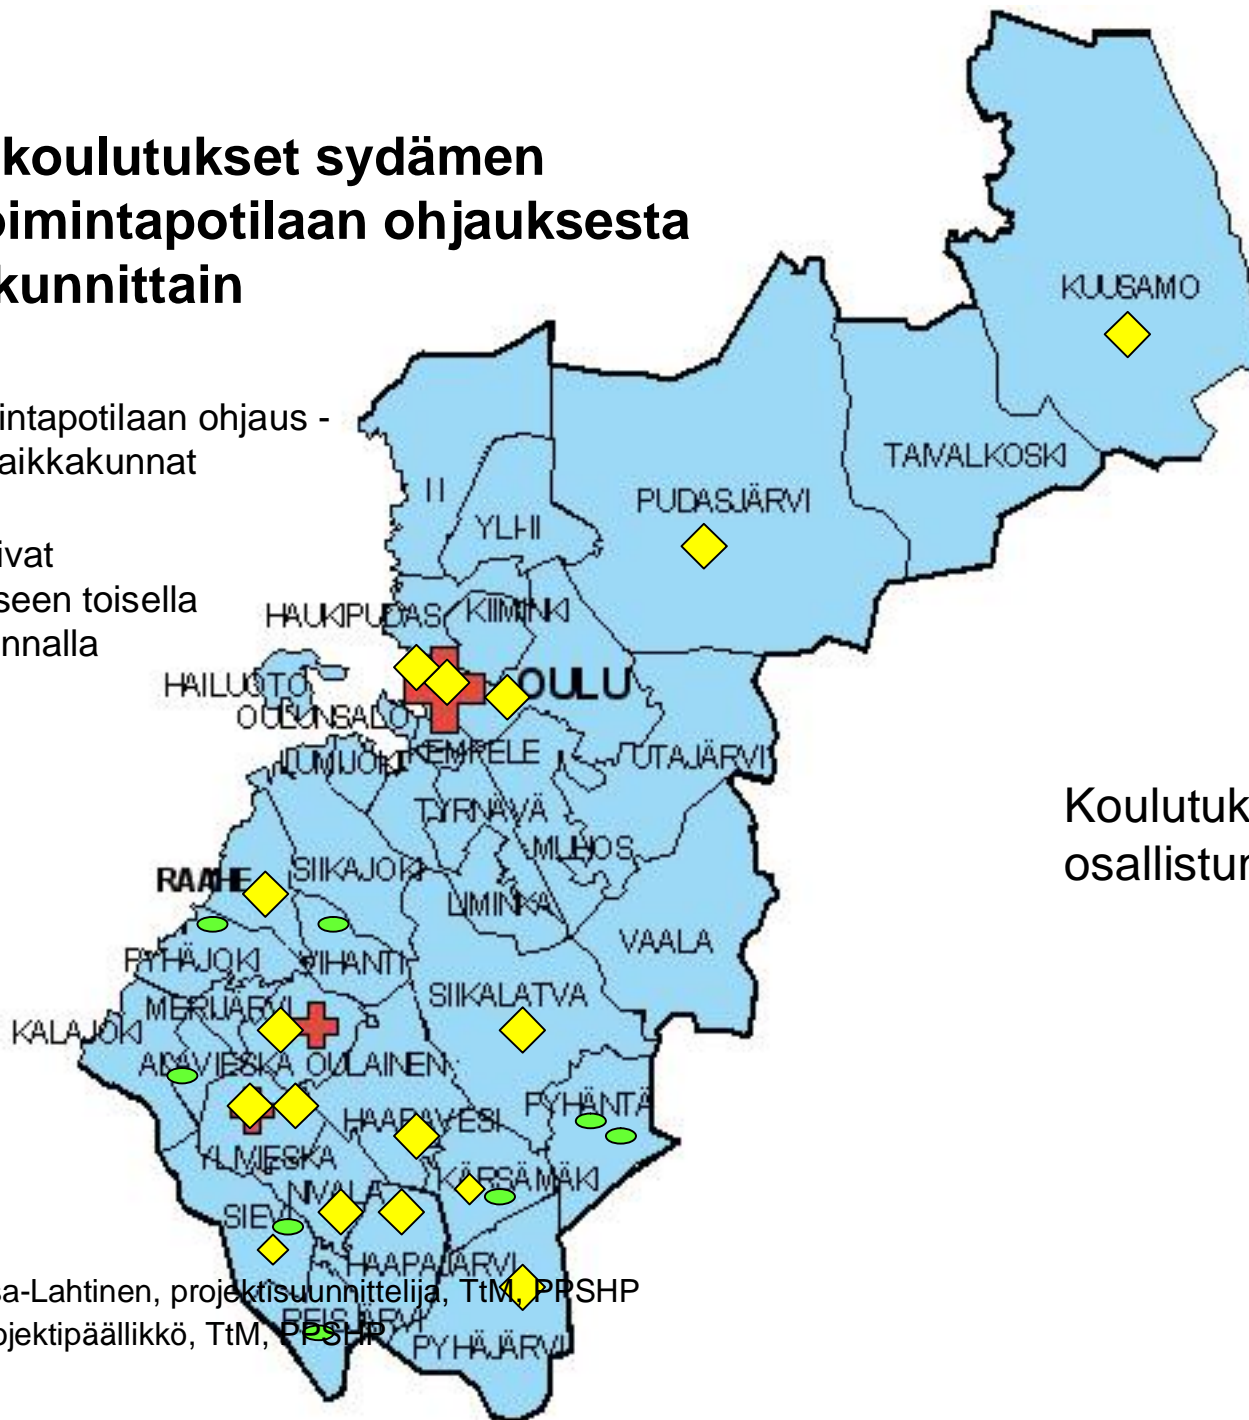 koulutukset sydämen
oimintapotilaan ohjauksesta
kunnittain
intapotilaan ohjaus -
aikkakunnat
ivat
seen toisella
nnalla
KUUSAMO
TAIVALKOSKI
PUDASJÄRVI
II
YLI-II
HAUKIPUDAS
KIIMINKI
HAILUOTO
OULU
OULUNSALO
LUMIJOKI
KEMPELE
UTAJÄRVI
TYRNÄVÄ
MUHOS
Koulutuk
osallistur
RAAHE
SIIKAJOKI
LIMINKA
VAALA
PYHÄJOKI
VIHANTI
SIIKALATVA
MERIJÄRVI
KALAJOKI
ALAVIESKA
OULAINEN
HAAPAVESI
PYHÄNTÄ
YLIVIESKA
KÄRSÄMÄKI
NIVALA
SIEVI
HAAPAJÄRVI
sa-Lahtinen, projektisuunnittelija, TtM, PPSHP
REISJÄRVI
ojektipäällikkö, TtM, PPSHP
PYHÄJÄRVI